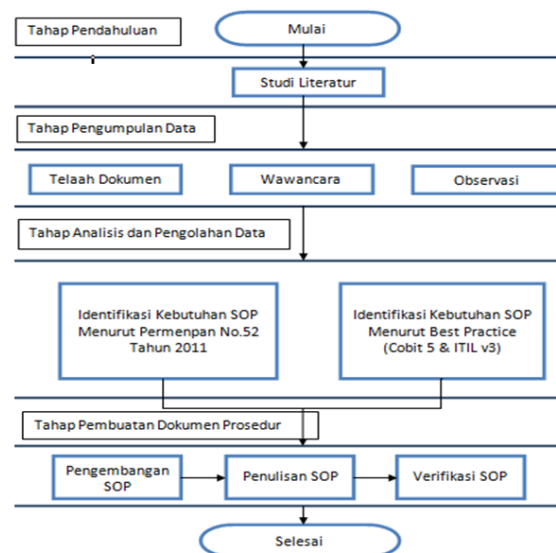 Tahap Pendahuluan
Mulai
Studi Literatur
Tahap Pengumpulan Data
Telaah Dokumen
Wawancara
Observasi
Tahap Analisis dan Pengolahan Data
Identifikasi Kebutuhan SOP
Menurut Permenpan No.52
Tahun 2011
Identifikasi Kebutuhan SOP
Menurut Best Practice
(Cobit 5 & ITIL v3)
Tahap Pembuatan Dokumen Prosedur
Pengembangan
SOP
Penulisan SOP
Verifikasi SOP
Selesai